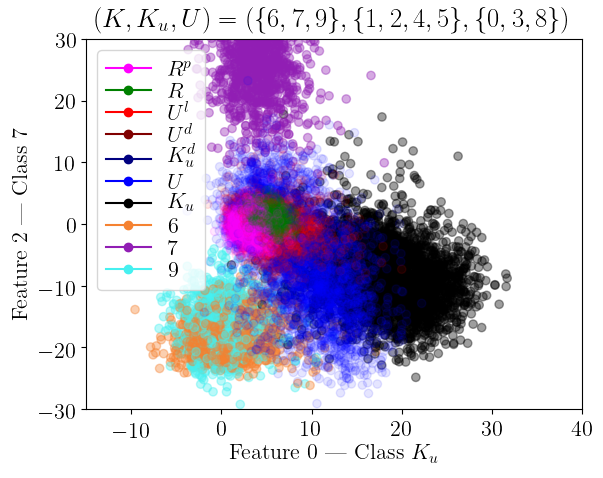 (K, K_u, U) = ({6, 7, 9}, {1, 2, 4, 5}, {0, 3, 8})
30
20
10
0
−10
−20
−30
Feature 2 — Class 7
R^p
R
U^l
U^d
K_u^d
U
K_u
6
7
9
−10 0 10 20 30 40
Feature 0 — Class K_u